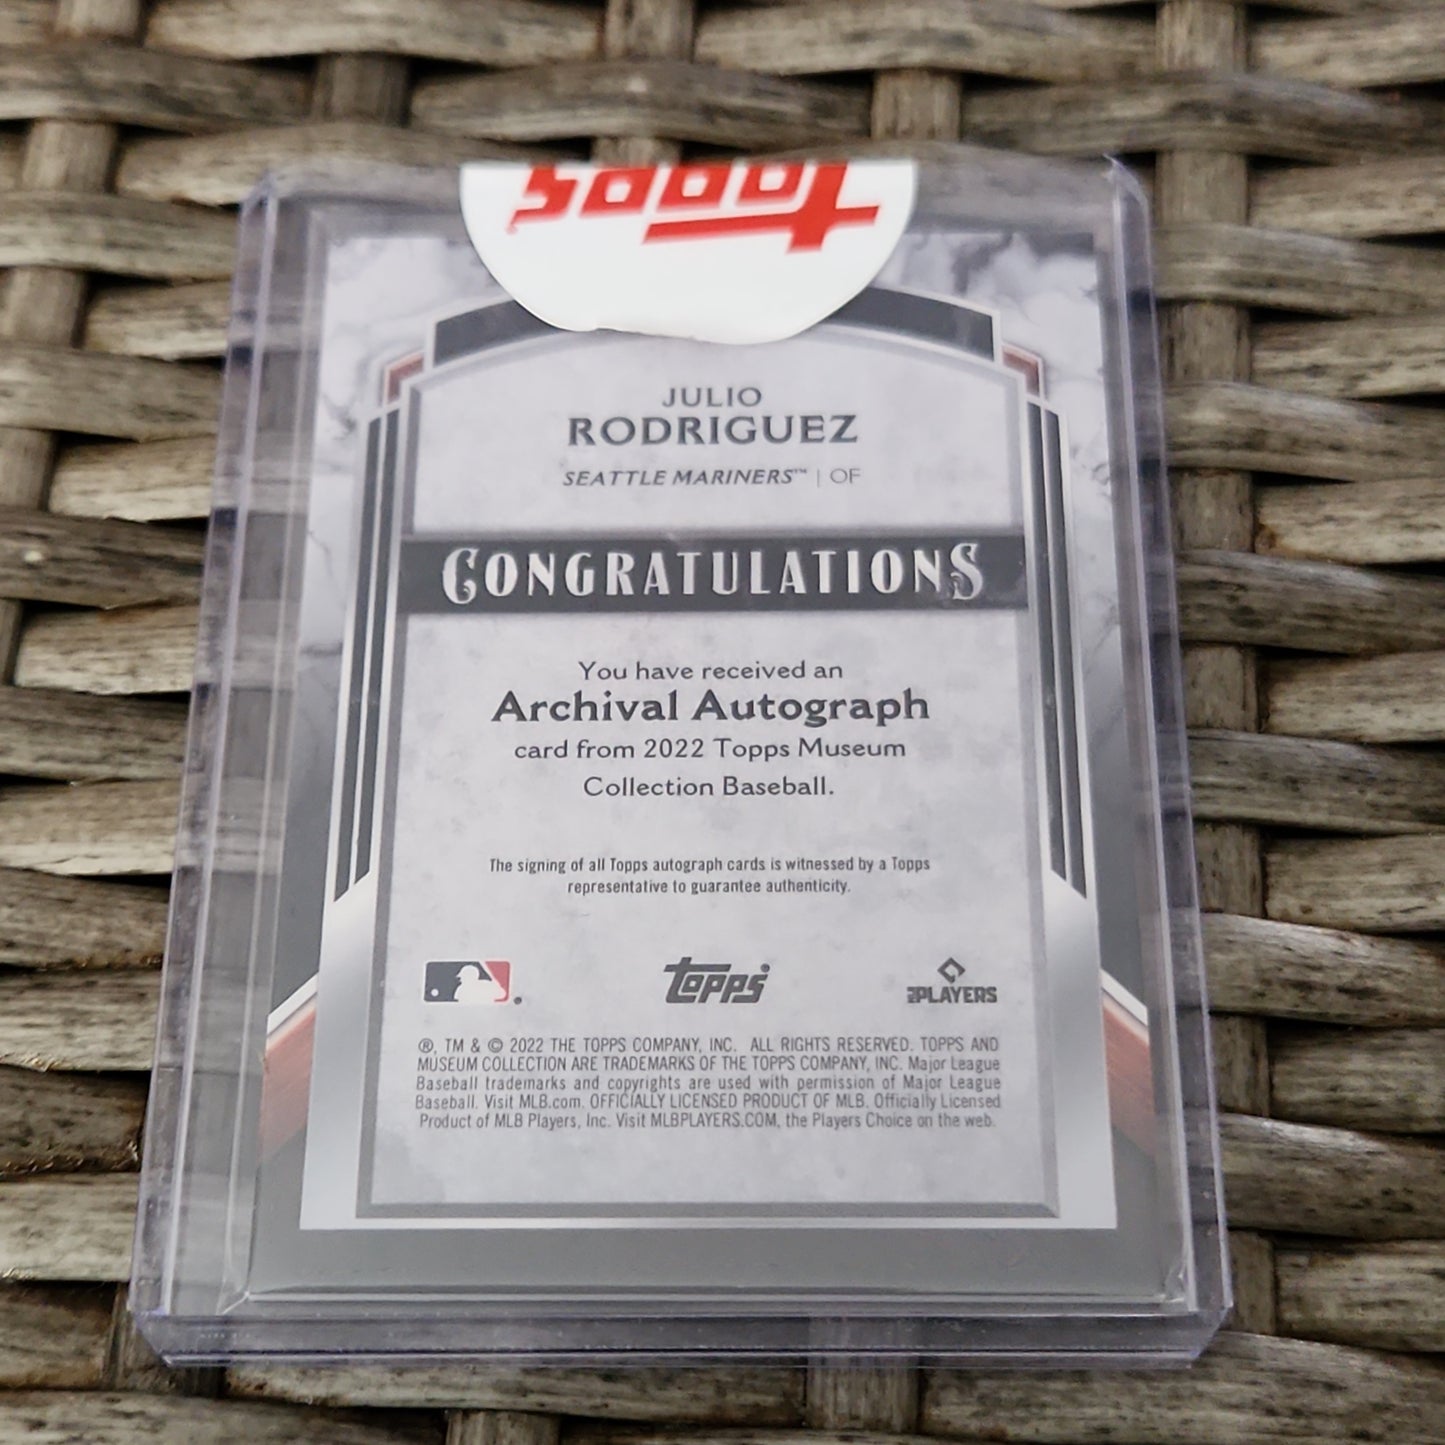 Topps
JULIO
RODRIGUEZ
SEATTLE MARINERS™ | OF
CONGRATULATIONS
You have received an
Archival Autograph
card from 2022 Topps Museum
Collection Baseball.
The signing of all Topps autograph cards is witnessed by a Topps
representative to guarantee authenticity.
® Topps PLAYERS
®, TM & © 2022 THE TOPPS COMPANY, INC. ALL RIGHTS RESERVED. TOPPS AND
MUSEUM COLLECTION ARE TRADEMARKS OF THE TOPPS COMPANY, INC. Major League
Baseball trademarks and copyrights are used with permission of Major League
Baseball. Visit MLB.com. OFFICIALLY LICENSED PRODUCT OF MLB. Officially Licensed
Product of MLB Players, Inc. Visit MLBPLAYERS.COM, the Players Choice on the web.